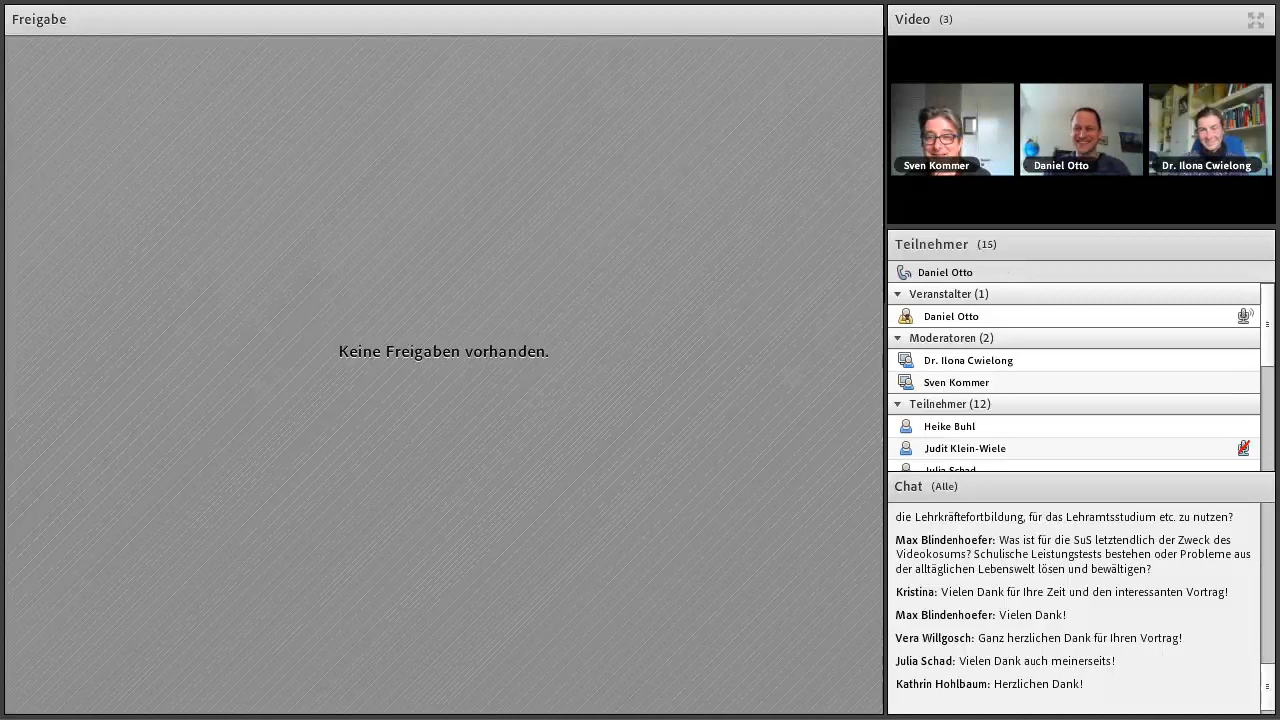 Freigabe
Keine Freigaben vorhanden.
Video (3)
Sven Kommer
Daniel Otto
Dr. Ilona Cwielong
Teilnehmer (15)
Daniel Otto
Veranstalter (1)
Daniel Otto
Moderatoren (2)
Dr. Ilona Cwielong
Sven Kommer
Teilnehmer (12)
Heike Buhl
Judit Klein-Wiele
Julia Schad
Chat (Alle)
die Lehrkräftefortbildung, für das Lehramtsstudium etc. zu nutzen?
Max Blindenhoefer: Was ist für die SuS letztendlich der Zweck des
Videokosums? Schulische Leistungstests bestehen oder Probleme aus
der alltäglichen Lebenswelt lösen und bewältigen?
Kristina: Vielen Dank für Ihre Zeit und den interessanten Vortrag!
Max Blindenhoefer: Vielen Dank!
Vera Willgosch: Ganz herzlichen Dank für Ihren Vortrag!
Julia Schad: Vielen Dank auch meinerseits!
Kathrin Hohlbaum: Herzlichen Dank!